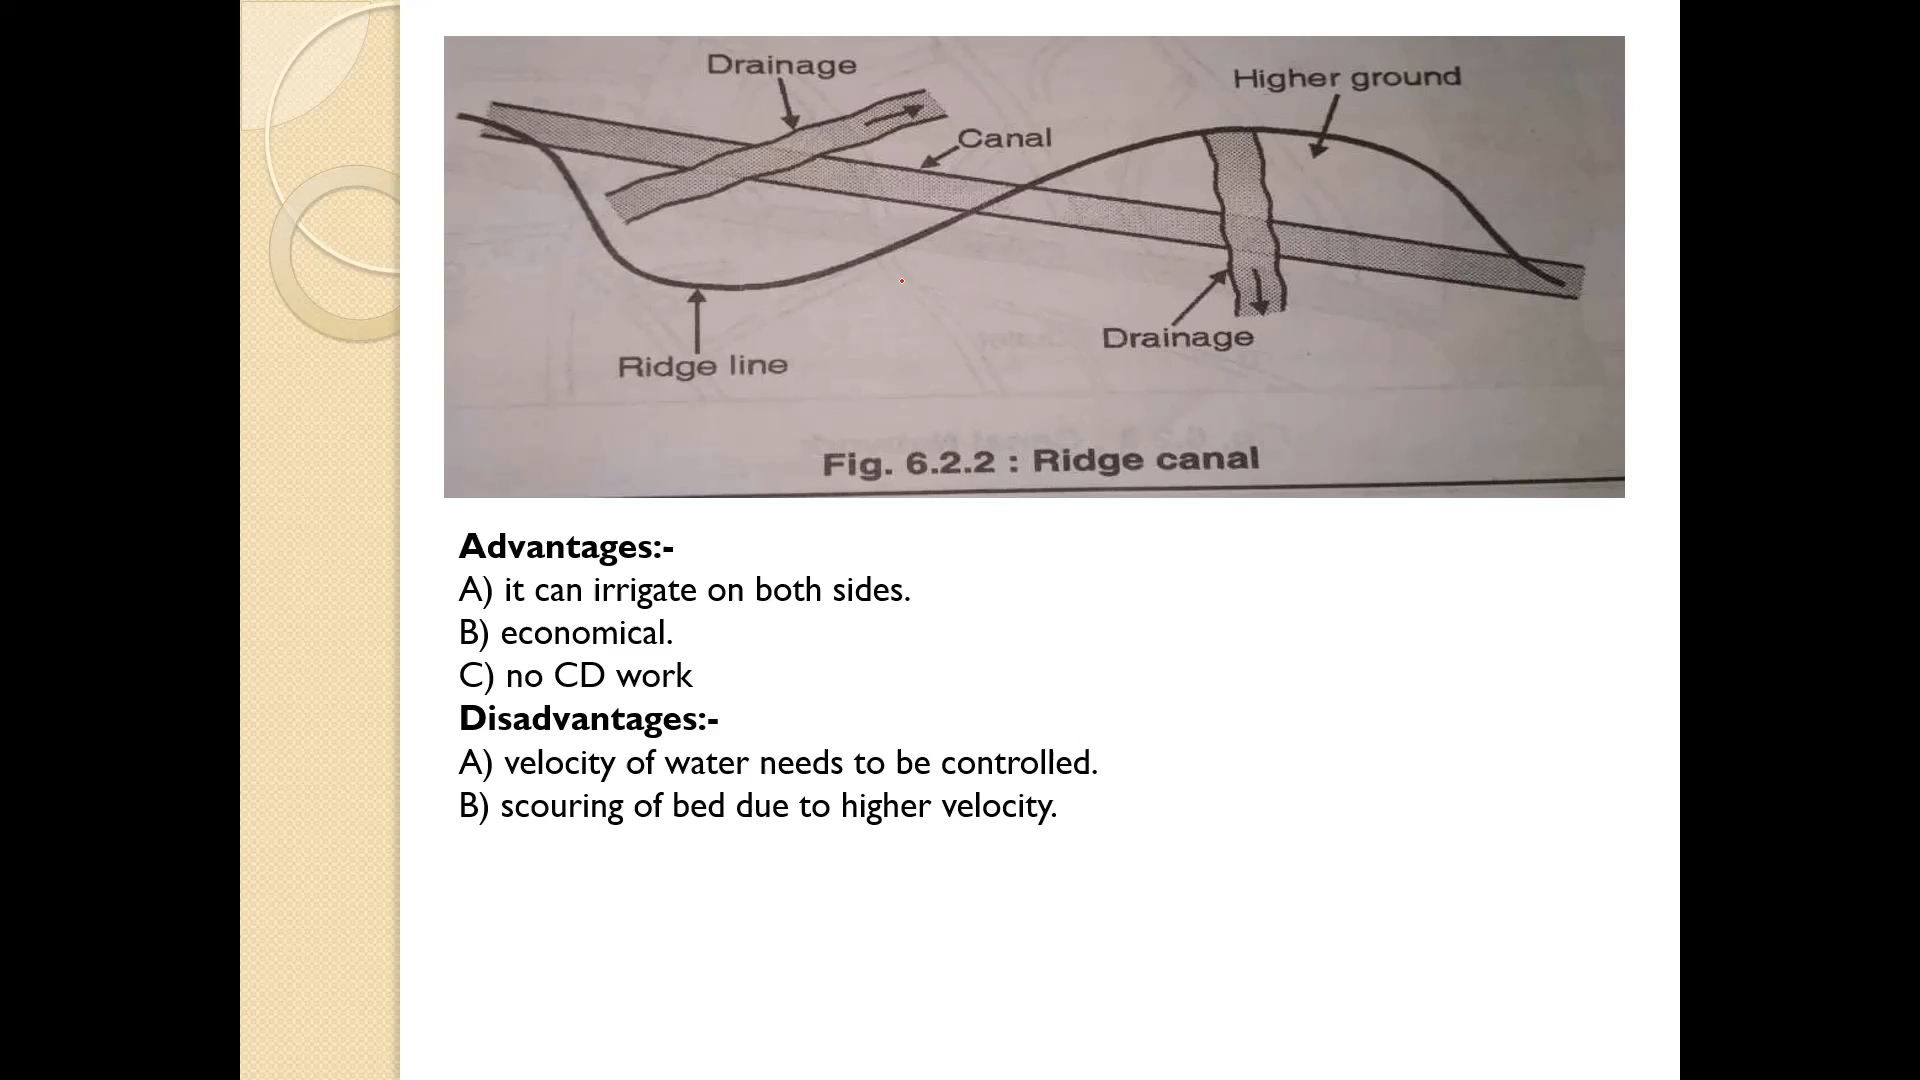 Drainage
Higher ground
Canal
Drainage
Ridge line
Fig. 6.2.2 : Ridge canal
Advantages:-
A) it can irrigate on both sides.
B) economical.
C) no CD work
Disadvantages:-
A) velocity of water needs to be controlled.
B) scouring of bed due to higher velocity.